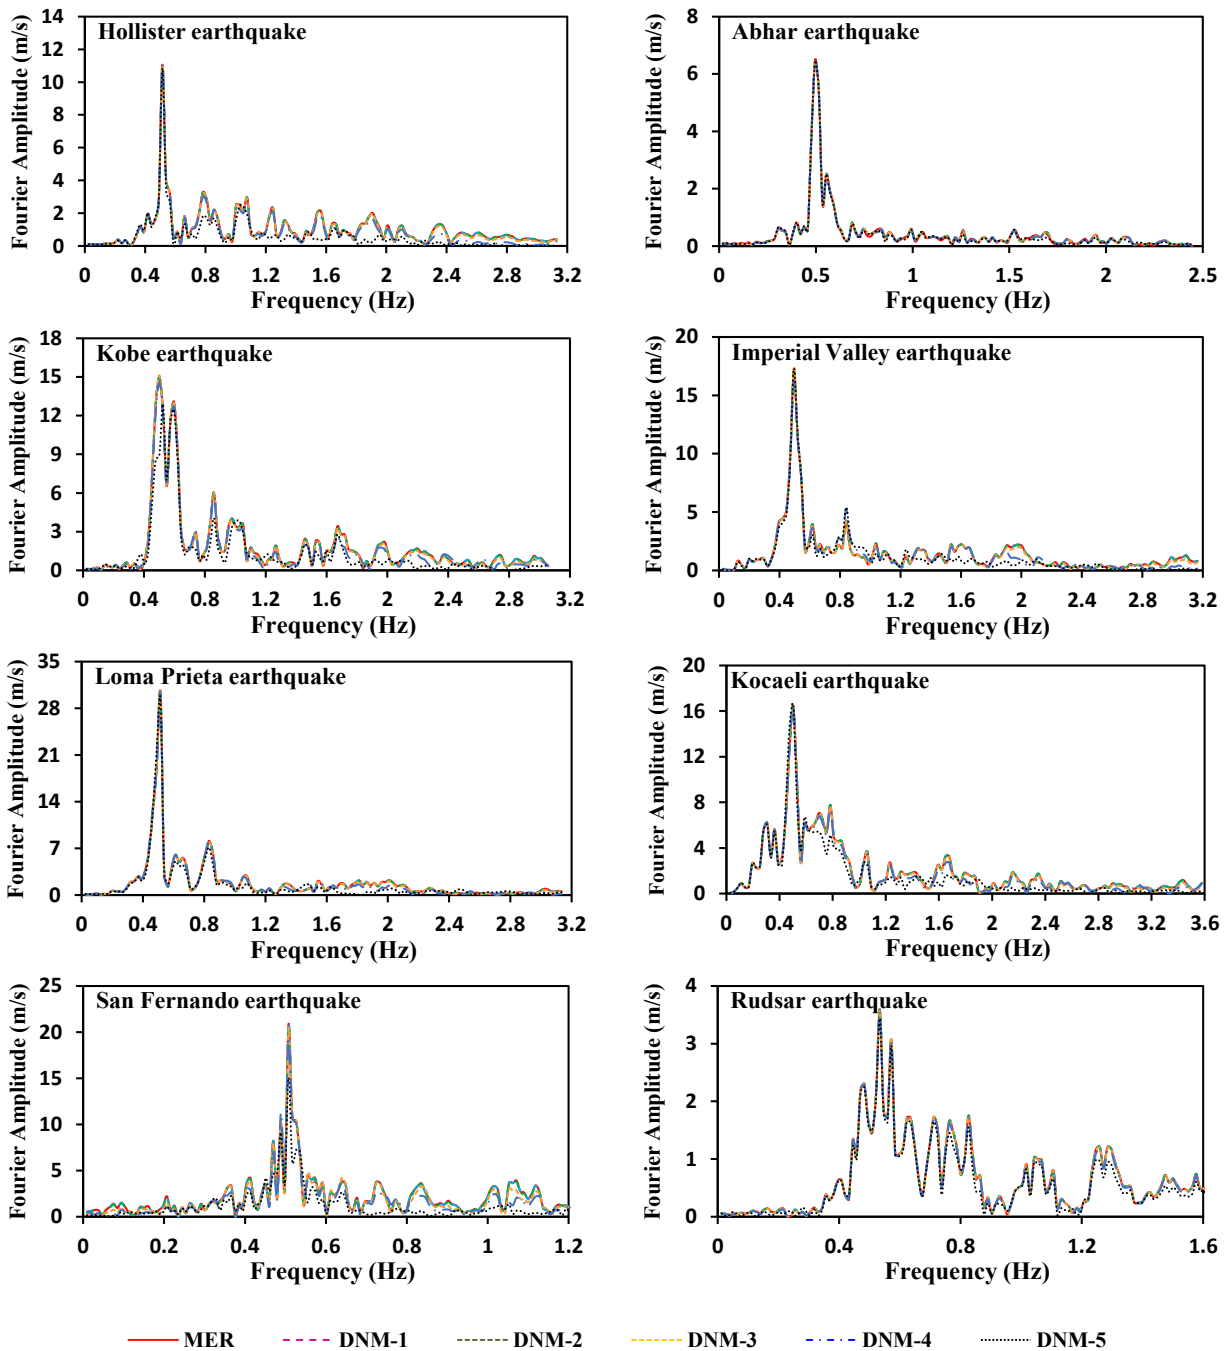 Hollister earthquake
Fourier Amplitude (m/s)
14
12
10
8
6
4
2
0
0 0.4 0.8 1.2 1.6 2 2.4 2.8 3.2
Frequency (Hz)
Abhar earthquake
Fourier Amplitude (m/s)
8
6
4
2
0
0 0.5 1 1.5 2 2.5
Frequency (Hz)
Kobe earthquake
Fourier Amplitude (m/s)
18
15
12
9
6
3
0
0 0.4 0.8 1.2 1.6 2 2.4 2.8 3.2
Frequency (Hz)
Imperial Valley earthquake
Fourier Amplitude (m/s)
20
15
10
5
0
0 0.4 0.8 1.2 1.6 2 2.4 2.8 3.2
Frequency (Hz)
Loma Prieta earthquake
Fourier Amplitude (m/s)
35
28
21
14
7
0
0 0.4 0.8 1.2 1.6 2 2.4 2.8 3.2
Frequency (Hz)
Kocaeli earthquake
Fourier Amplitude (m/s)
20
16
12
8
4
0
0 0.4 0.8 1.2 1.6 2 2.4 2.8 3.2 3.6
Frequency (Hz)
San Fernando earthquake
Fourier Amplitude (m/s)
25
20
15
10
5
0
0 0.2 0.4 0.6 0.8 1 1.2
Frequency (Hz)
Rudsar earthquake
Fourier Amplitude (m/s)
4
3
2
1
0
0 0.4 0.8 1.2 1.6
Frequency (Hz)
MER DNM-1 DNM-2 DNM-3 DNM-4 DNM-5